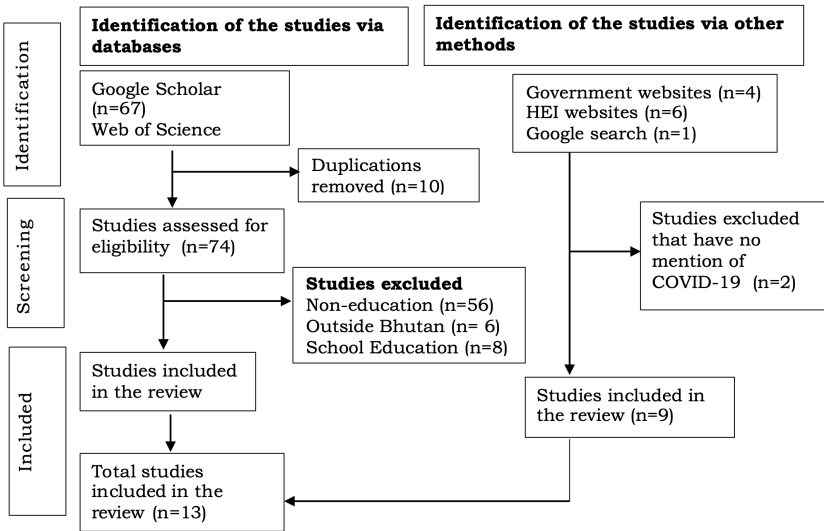 Identification of the studies via
databases
Identification of the studies via other
methods
Identification
Google Scholar
(n=67)
Web of Science
Government websites (n=4)
HEI websites (n=6)
Google search (n=1)
Duplications
removed (n=10)
Screening
Studies assessed for
eligibility (n=74)
Studies excluded
that have no
mention of
COVID-19 (n=2)
Studies excluded
Non-education (n=56)
Outside Bhutan (n= 6)
School Education (n=8)
Included
Studies included
in the review
Studies included in
the review (n=9)
Total studies
included in the
review (n=13)